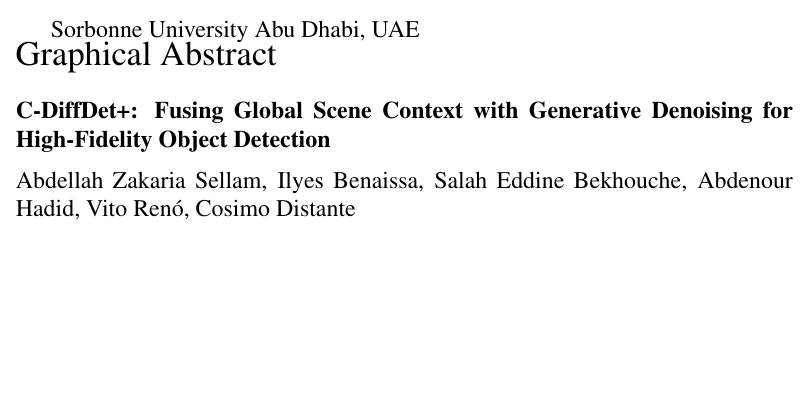 Sorbonne University Abu Dhabi, UAE
Graphical Abstract
C-DiffDet+: Fusing Global Scene Context with Generative Denoising for
High-Fidelity Object Detection
Abdellah Zakaria Sellam, Ilyes Benaissa, Salah Eddine Bekhouche, Abdenour
Hadid, Vito Renó, Cosimo Distante